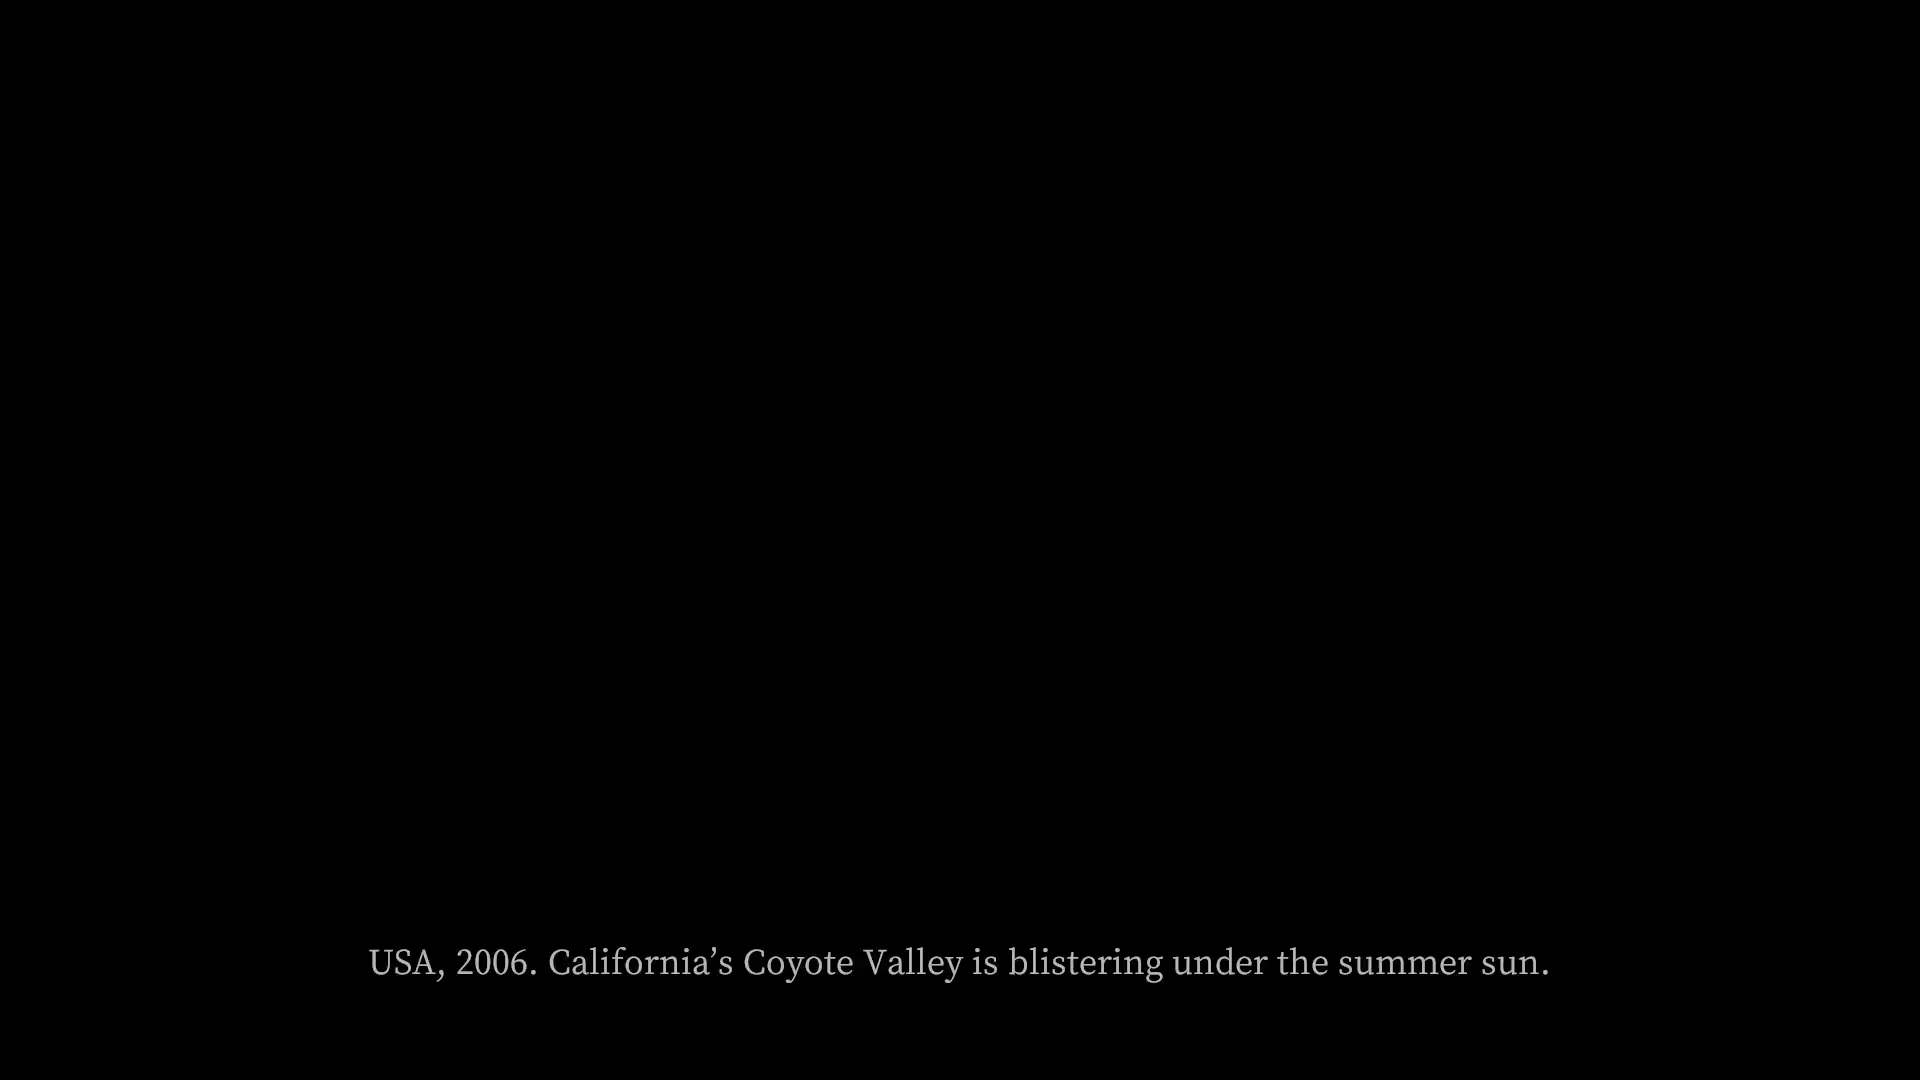 USA, 2006. California’s Coyote Valley is blistering under the summer sun.